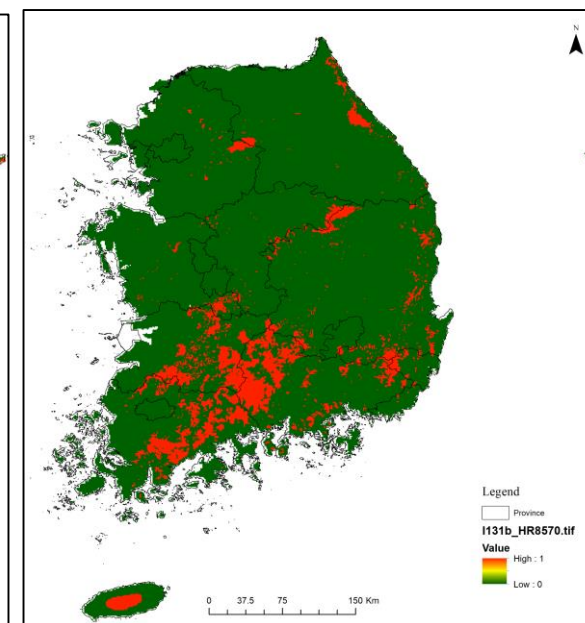 N
Legend
Province
I131b_HR8570.tif
Value
High : 1
Low : 0
0 37.5 75 150 Km